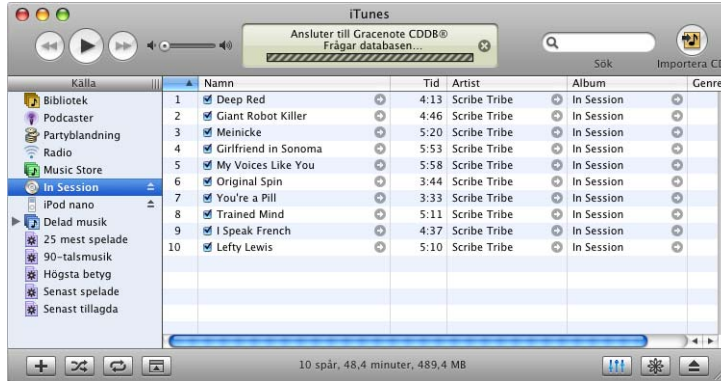 iTunes
Ansluter till Gracenote CDDB®
Frågar databasen...
Sök
Importera CD
Källa
Bibliotek
Podcaster
Partyblandning
Radio
Music Store
In Session
iPod nano
Delad musik
25 mest spelade
90-talsmusik
Högsta betyg
Senast spelade
Senast tillagda
Namn Tid Artist Album Genre
1 Deep Red 4:13 Scribe Tribe In Session
2 Giant Robot Killer 4:46 Scribe Tribe In Session
3 Meinicke 5:20 Scribe Tribe In Session
4 Girlfriend in Sonoma 5:53 Scribe Tribe In Session
5 My Voices Like You 5:58 Scribe Tribe In Session
6 Original Spin 3:44 Scribe Tribe In Session
7 You're a Pill 3:33 Scribe Tribe In Session
8 Trained Mind 5:11 Scribe Tribe In Session
9 I Speak French 4:37 Scribe Tribe In Session
10 Lefty Lewis 5:10 Scribe Tribe In Session
10 spår, 48,4 minuter, 489,4 MB